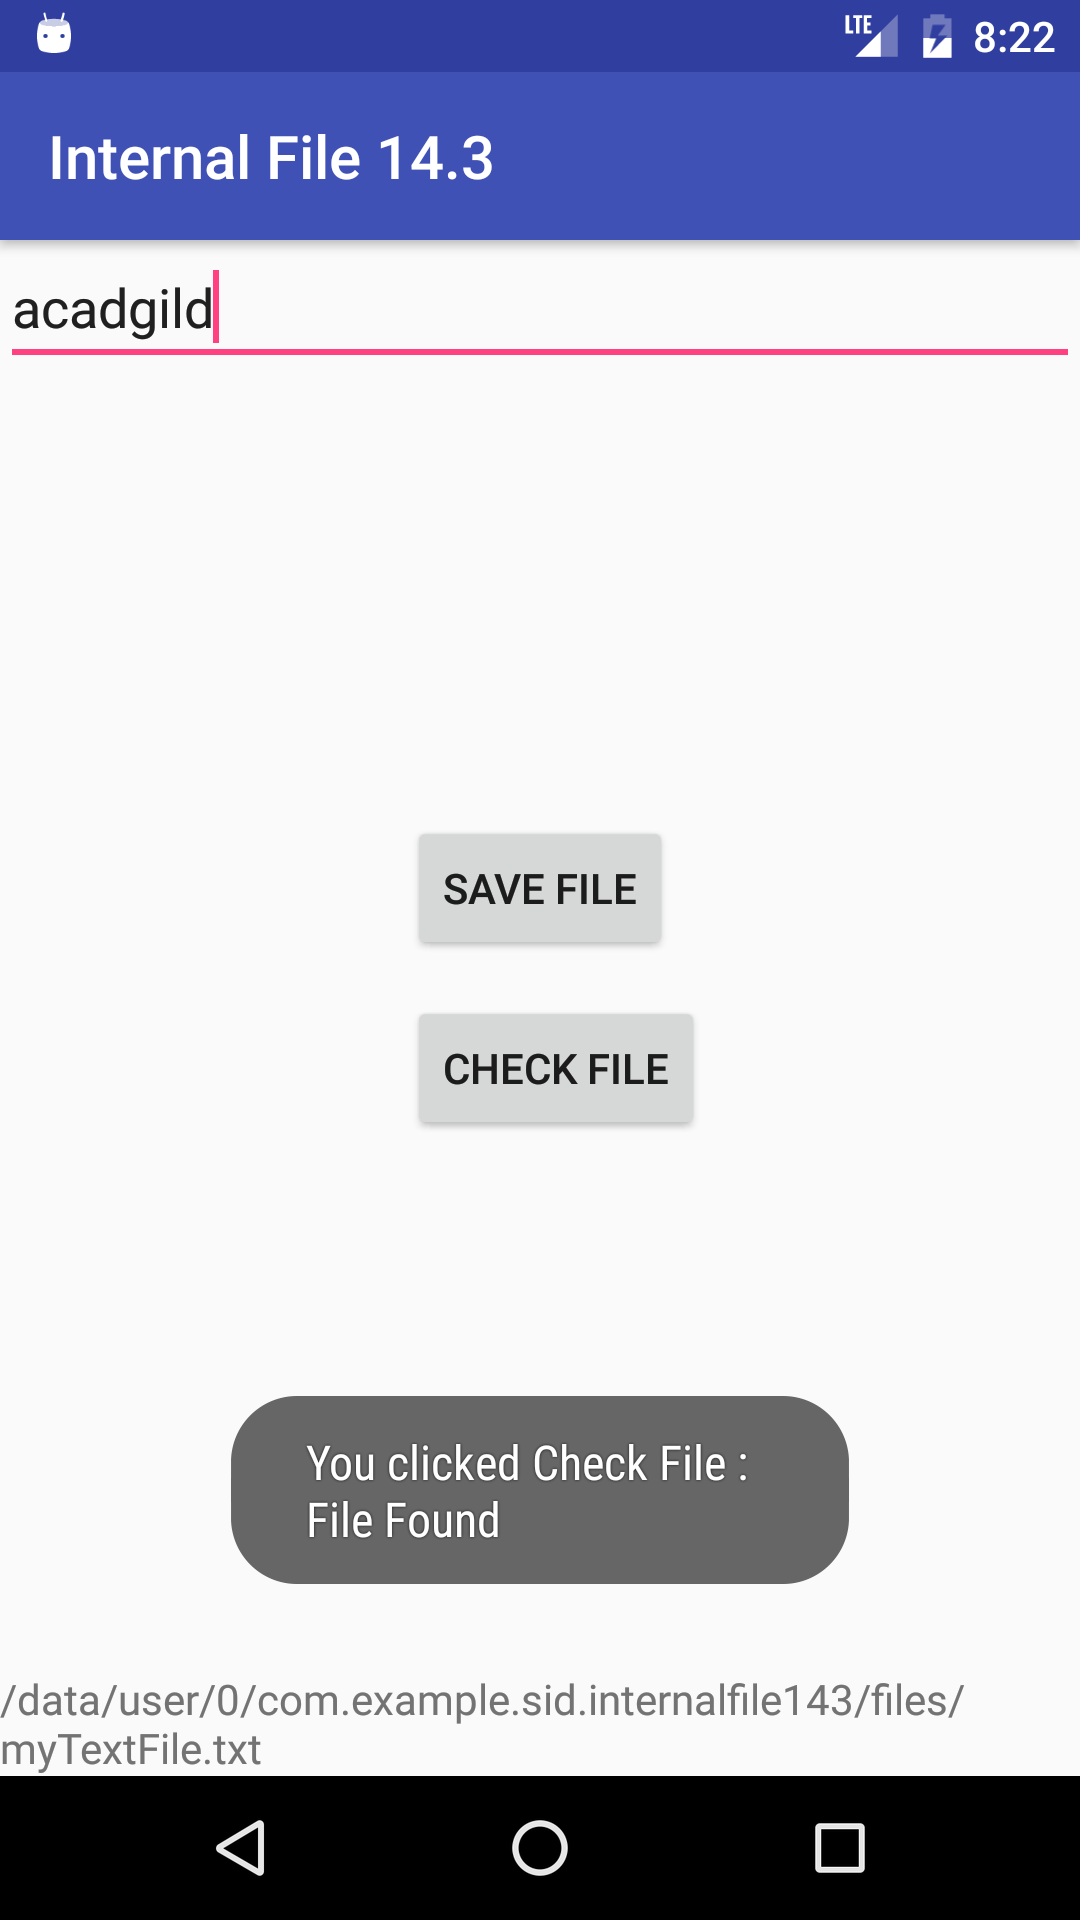 LTE 8:22
Internal File 14.3
acadgild
SAVE FILE
CHECK FILE
You clicked Check File :
File Found
/data/user/0/com.example.sid.internalfile143/files/
myTextFile.txt